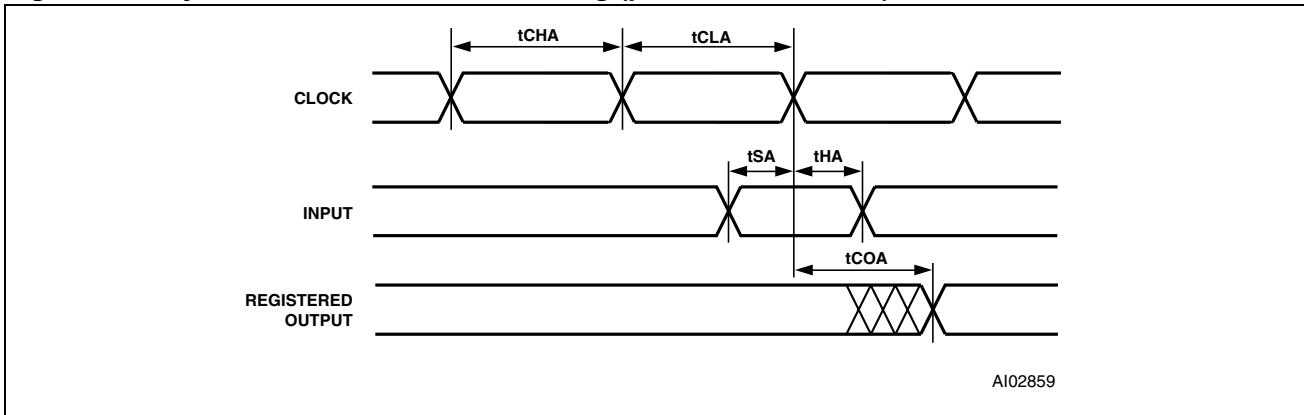 tCHA
tCLA
CLOCK
tSA
tHA
INPUT
tCOA
REGISTERED
OUTPUT
AI02859